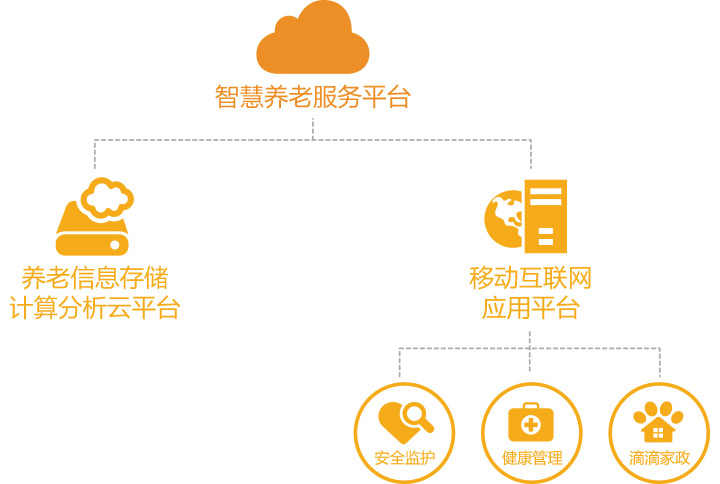 智慧养老服务平台
养老信息存储
计算分析云平台
移动互联网
应用平台
安全监护
健康管理
滴滴家政